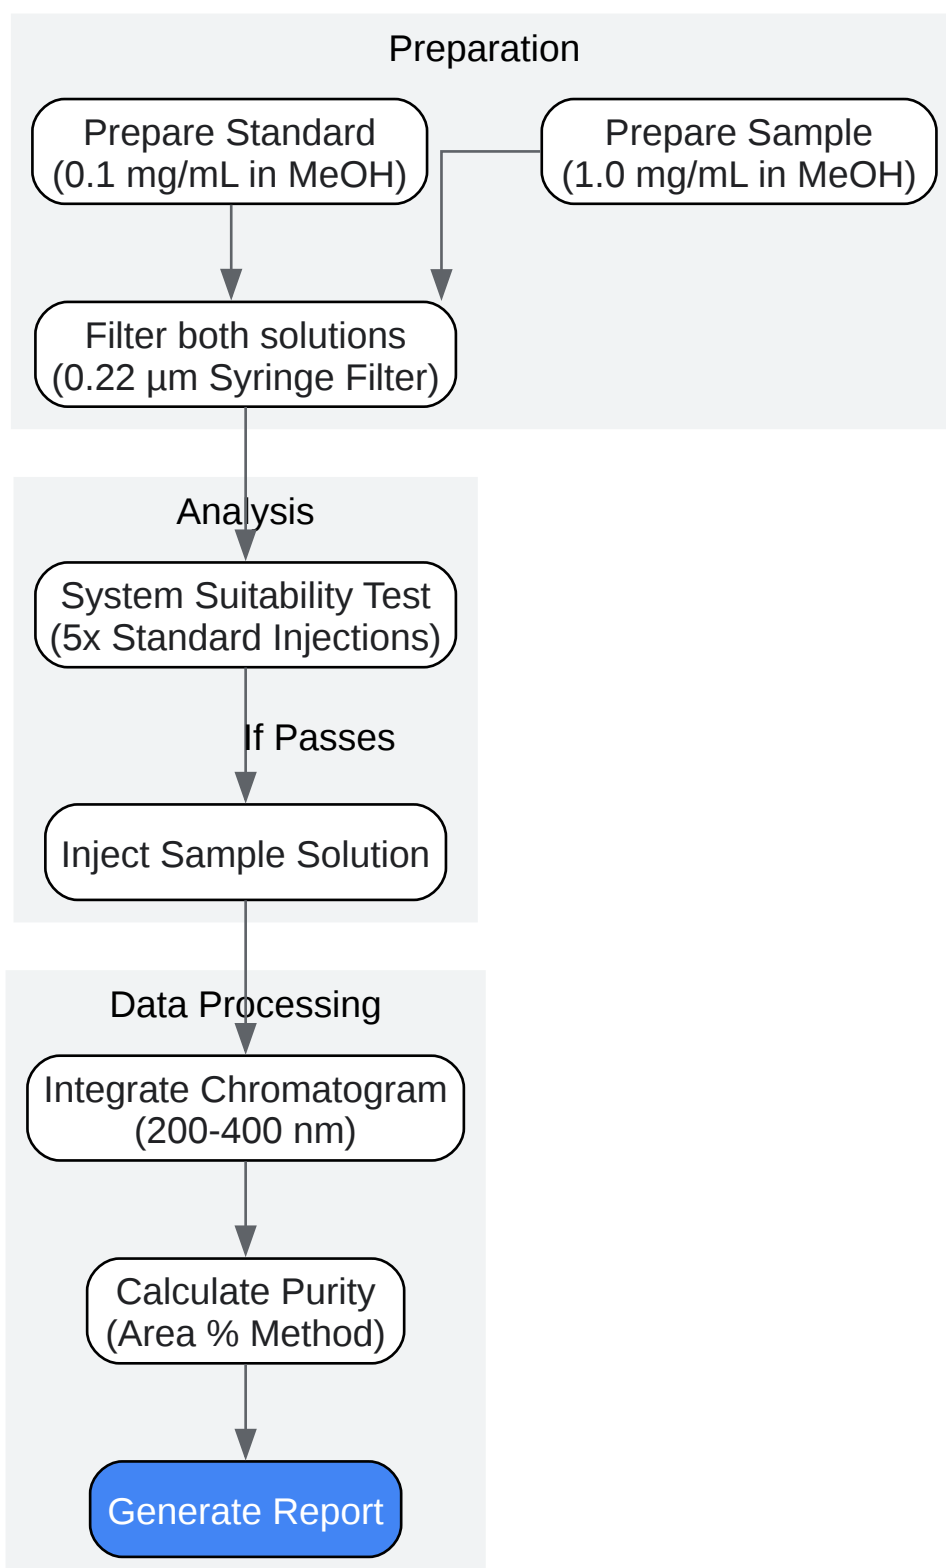 Preparation
Prepare Standard
(0.1 mg/mL in MeOH)
Prepare Sample
(1.0 mg/mL in MeOH)
Filter both solutions
(0.22 µm Syringe Filter)
Analysis
System Suitability Test
(5x Standard Injections)
If Passes
Inject Sample Solution
Data Processing
Integrate Chromatogram
(200-400 nm)
Calculate Purity
(Area % Method)
Generate Report